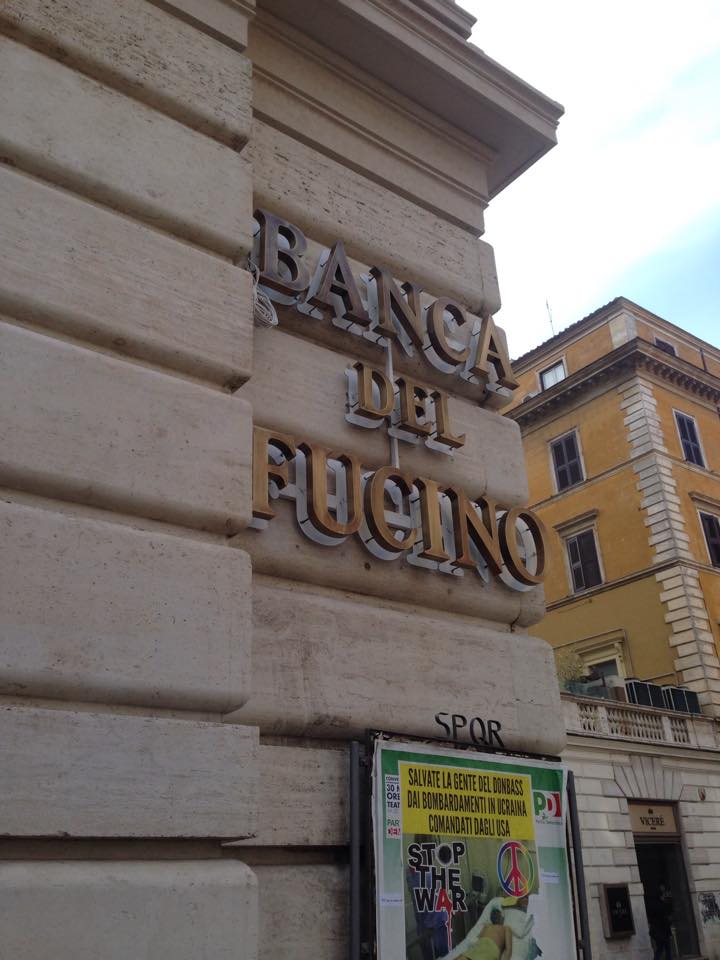 BANCA
DEL
FUCINO
SPQR
SALVATE LA GENTE DEL DONBASS
DAI BOMBARDAMENTI IN UCRAINA
COMANDATI DAGLI USA
PD
STOP
THE
WAR
VICERÈ